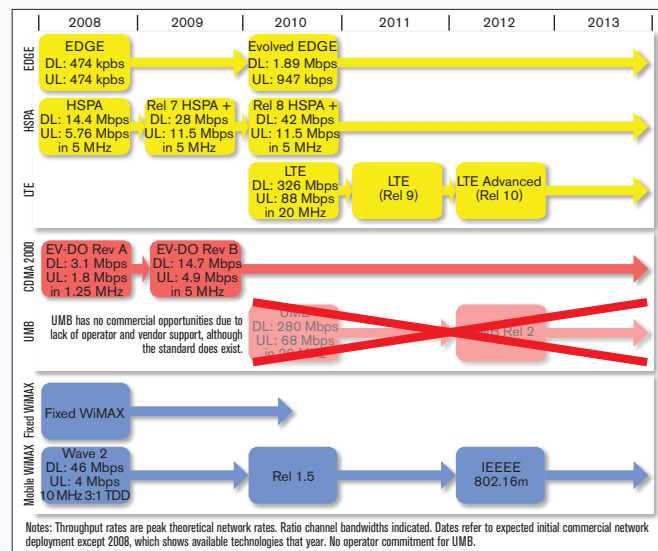 2008 2009 2010 2011 2012 2013
EDGE
EDGE
DL: 474 kpbs
UL: 474 kbps
Evolved EDGE
DL: 1.89 Mbps
UL: 947 kbps
HSPA
HSPA
DL: 14.4 Mbps
UL: 5.76 Mbps
in 5 MHz
Rel 7 HSPA +
DL: 28 Mbps
UL: 11.5 Mbps
in 5 MHz
Rel 8 HSPA +
DL: 42 Mbps
UL: 11.5 Mbps
in 5 MHz
LTE
LTE
DL: 326 Mbps
UL: 88 Mbps
in 20 MHz
LTE
(Rel 9)
LTE Advanced
(Rel 10)
CDMA 2000
EV-DO Rev A
DL: 3.1 Mbps
UL: 1.8 Mbps
in 1.25 MHz
EV-DO Rev B
DL: 14.7 Mbps
UL: 4.9 Mbps
in 5 MHz
UMB
UMB has no commercial opportunities due to
lack of operator and vendor support, although
the standard does exist.
UMB
DL: 280 Mbps
UL: 68 Mbps
in 20 MHz
Rel 2
Fixed WiMAX
Fixed WiMAX
Mobile WiMAX
Wave 2
DL: 46 Mbps
UL: 4 Mbps
10 MHz 3:1 TDD
Rel 1.5
IEEEE
802.16m
Notes: Throughput rates are peak theoretical network rates. Ratio channel bandwidths indicated. Dates refer to expected initial commercial network
deployment except 2008, which shows available technologies that year. No operator commitment for UMB.